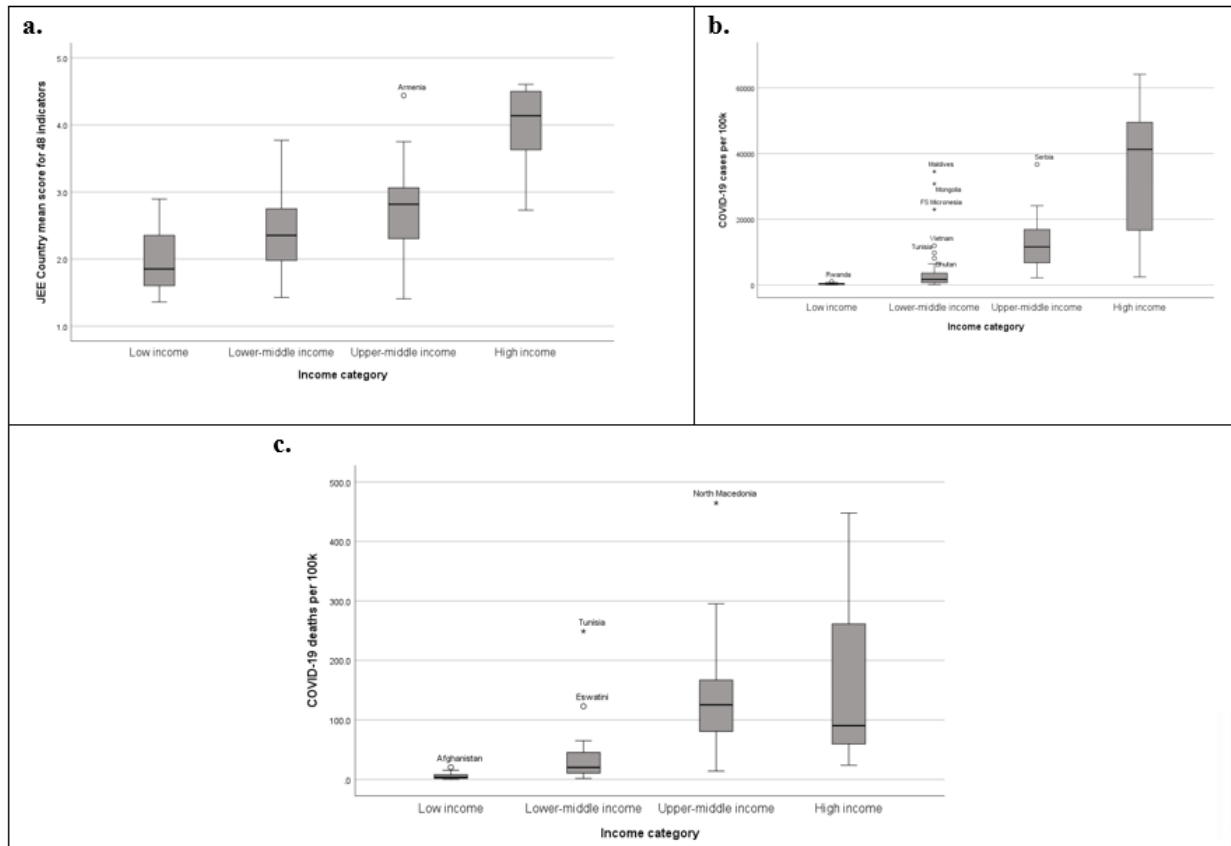 a.
JEE Country mean score for 48 indicators
5.0
4.0
3.0
2.0
1.0
Armenia
Low income
Lower-middle income
Upper-middle income
High income
Income category
b.
COVID-19 cases per 100k
60000
40000
20000
0
Rwanda
Maldives
Mongolia
FS Micronesia
Vietnam
Tunisia
Bhutan
Serbia
Low income
Lower-middle income
Upper-middle income
High income
Income category
c.
COVID-19 deaths per 100k
500.0
400.0
300.0
200.0
100.0
.0
Afghanistan
Tunisia
Eswatini
North Macedonia
Low income
Lower-middle income
Upper-middle income
High income
Income category